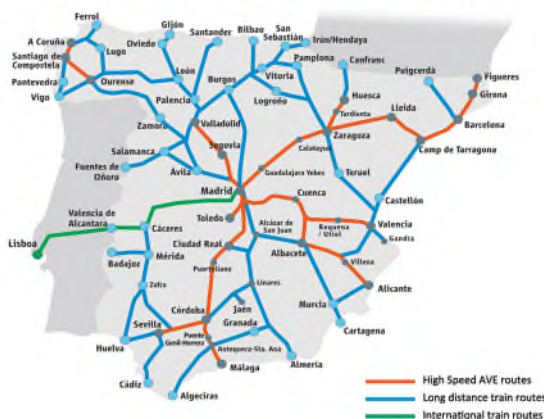 Ferrol
A Coruña
Santiago de
Compostela
Lugo
Pontevedra
Vigo
Ourense
Gijón
Oviedo
León
Santander
Palencia
Burgos
Bilbao
San
Sebastián
Irún/Hendaya
Vitoria
Pamplona
Logroño
Canfranc
Huesca
Tardienta
Zaragoza
Calatayud
Puigcerdá
Figueres
Girona
Barcelona
Lleida
Camp de Tarragona
Zamora
Valladolid
Segovia
Salamanca
Fuentes de
Oñoro
Avila
Guadalajara Yebes
Madrid
Teruel
Castellón
Cuenca
Toledo
Valencia de
Alcantara
Cáceres
Lisboa
Badajoz
Mérida
Alcázar de
San Juan
Requena
/ Utiel
Valencia
Gandia
Ciudad Real
Albacete
Puertollano
Villena
Alicante
Zafra
Linares
Murcia
Cartagena
Córdoba
Jaén
Sevilla
Puente
Genil-Herrera
Granada
Huelva
Antequera-Sta. Ana
Almería
Málaga
Cádiz
Algeciras
High Speed AVE routes
Long distance train routes
International train routes